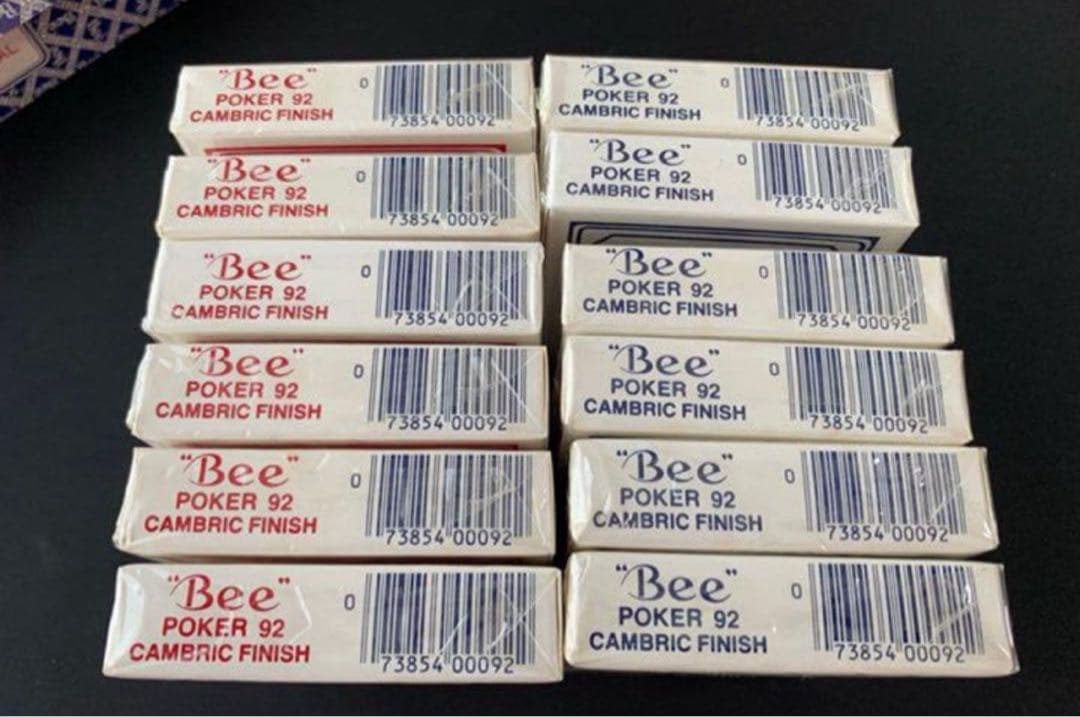 AL
"Bee"
POKER 92
CAMBRIC FINISH
0
73854 00092
"Bee"
POKER 92
CAMBRIC FINISH
0
73854 00092
"Bee"
POKER 92
CAMBRIC FINISH
0
73854 00092
"Bee"
POKER 92
CAMBRIC FINISH
0
73854 00092
"Bee"
POKER 92
CAMBRIC FINISH
0
73854 00092
"Bee"
POKER 92
CAMBRIC FINISH
0
73854 00092
"Bee"
POKER 92
CAMBRIC FINISH
0
73854 00092
"Bee"
POKER 92
CAMBRIC FINISH
0
73854 00092
"Bee"
POKER 92
CAMBRIC FINISH
0
73854 00092
"Bee"
POKER 92
CAMBRIC FINISH
0
73854 00092
"Bee"
POKER 92
CAMBRIC FINISH
0
73854 00092
"Bee"
POKER 92
CAMBRIC FINISH
0
73854 00092